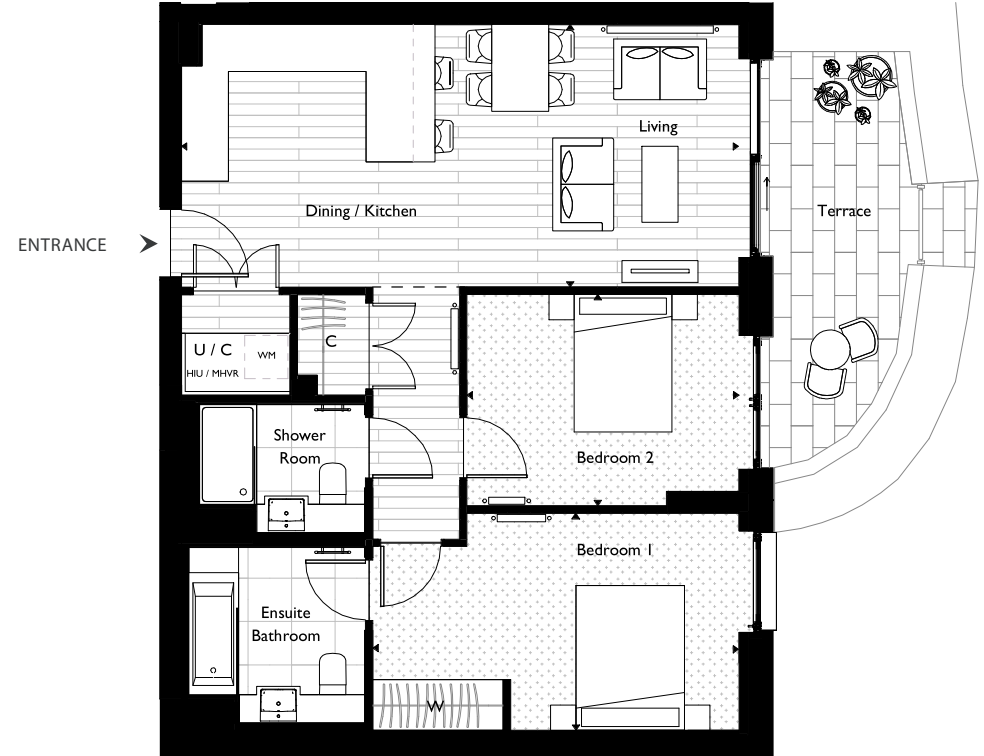 Living
Dining / Kitchen
Terrace
ENTRANCE
U / C
WM
HIU / MHVR
C
Shower
Room
Bedroom 2
Bedroom 1
Ensuite
Bathroom
W